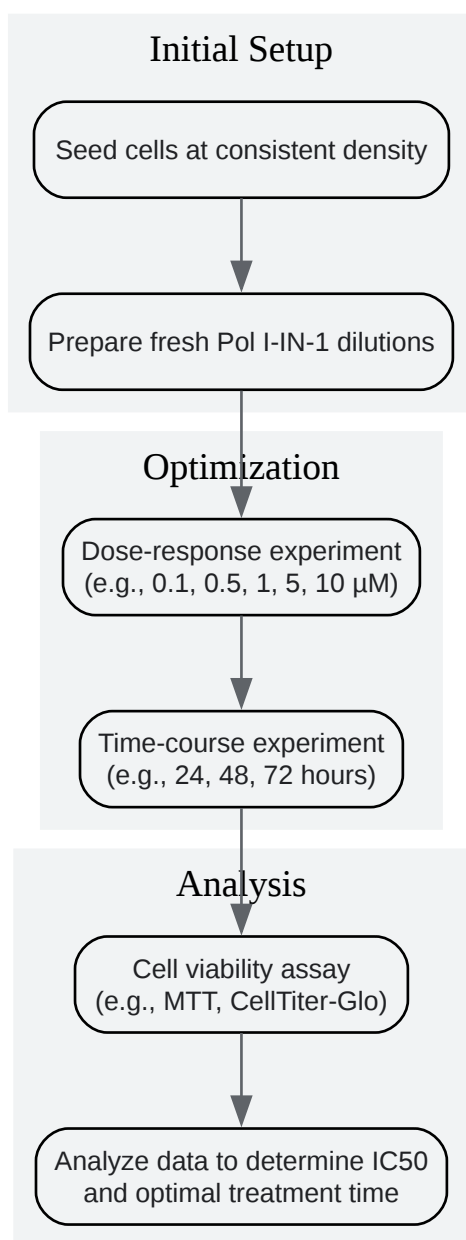 Initial Setup
Seed cells at consistent density
Prepare fresh Pol I-IN-1 dilutions
Optimization
Dose-response experiment
(e.g., 0.1, 0.5, 1, 5, 10 µM)
Time-course experiment
(e.g., 24, 48, 72 hours)
Analysis
Cell viability assay
(e.g., MTT, CellTiter-Glo)
Analyze data to determine IC50
and optimal treatment time